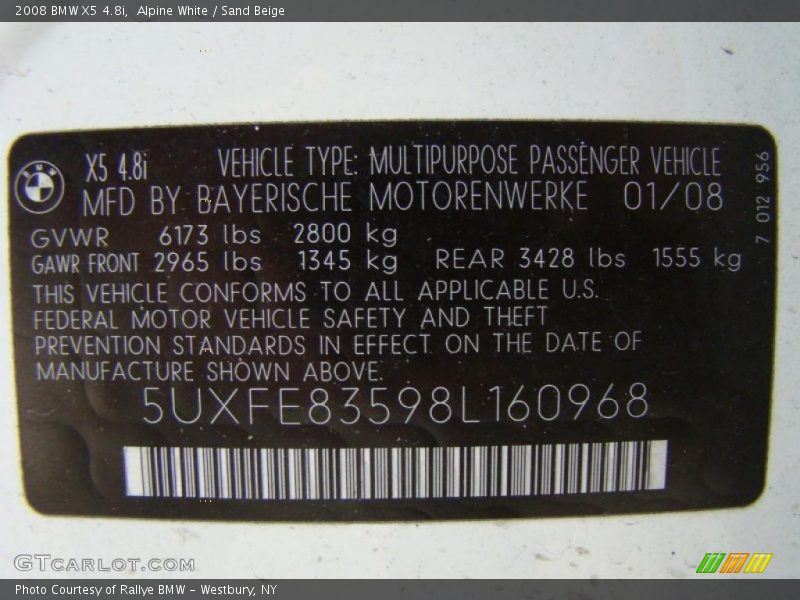 2008 BMW X5 4.8i,  Alpine White / Sand Beige
X5 4.8i VEHICLE TYPE: MULTIPURPOSE PASSENGER VEHICLE
MFD BY BAYERISCHE MOTORENWERKE 01/08
GVWR 6173 lbs 2800 kg
GAWR FRONT 2965 lbs 1345 kg REAR 3428 lbs 1555 kg
THIS VEHICLE CONFORMS TO ALL APPLICABLE U.S.
FEDERAL MOTOR VEHICLE SAFETY AND THEFT
PREVENTION STANDARDS IN EFFECT ON THE DATE OF
MANUFACTURE SHOWN ABOVE.
5UXFE83598L160968
7 012 956
GTCARLOT.COM
Photo Courtesy of Rallye BMW - Westbury, NY